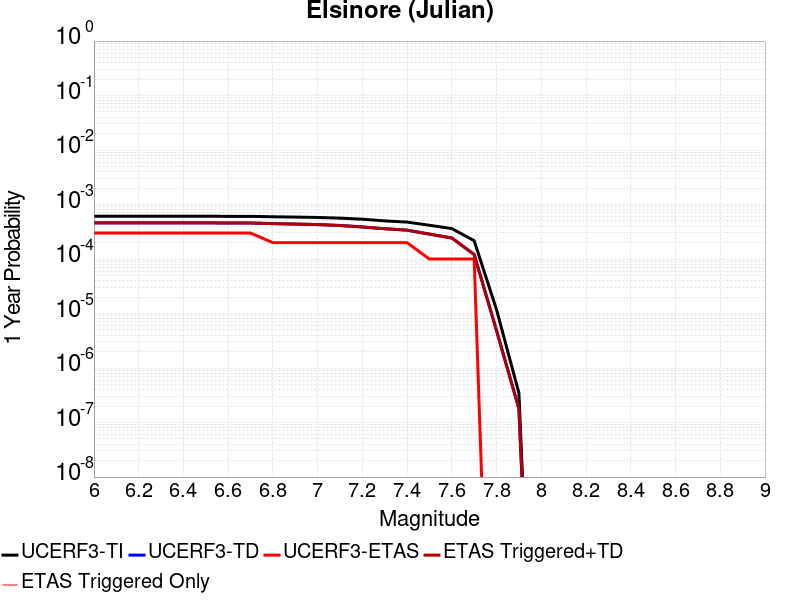 Elsinore (Julian)
10^0
10^-1
10^-2
10^-3
10^-4
10^-5
10^-6
10^-7
10^-8
1 Year Probability
6 6.2 6.4 6.6 6.8 7 7.2 7.4 7.6 7.8 8 8.2 8.4 8.6 8.8 9
Magnitude
UCERF3-TI UCERF3-TD UCERF3-ETAS ETAS Triggered+TD
ETAS Triggered Only